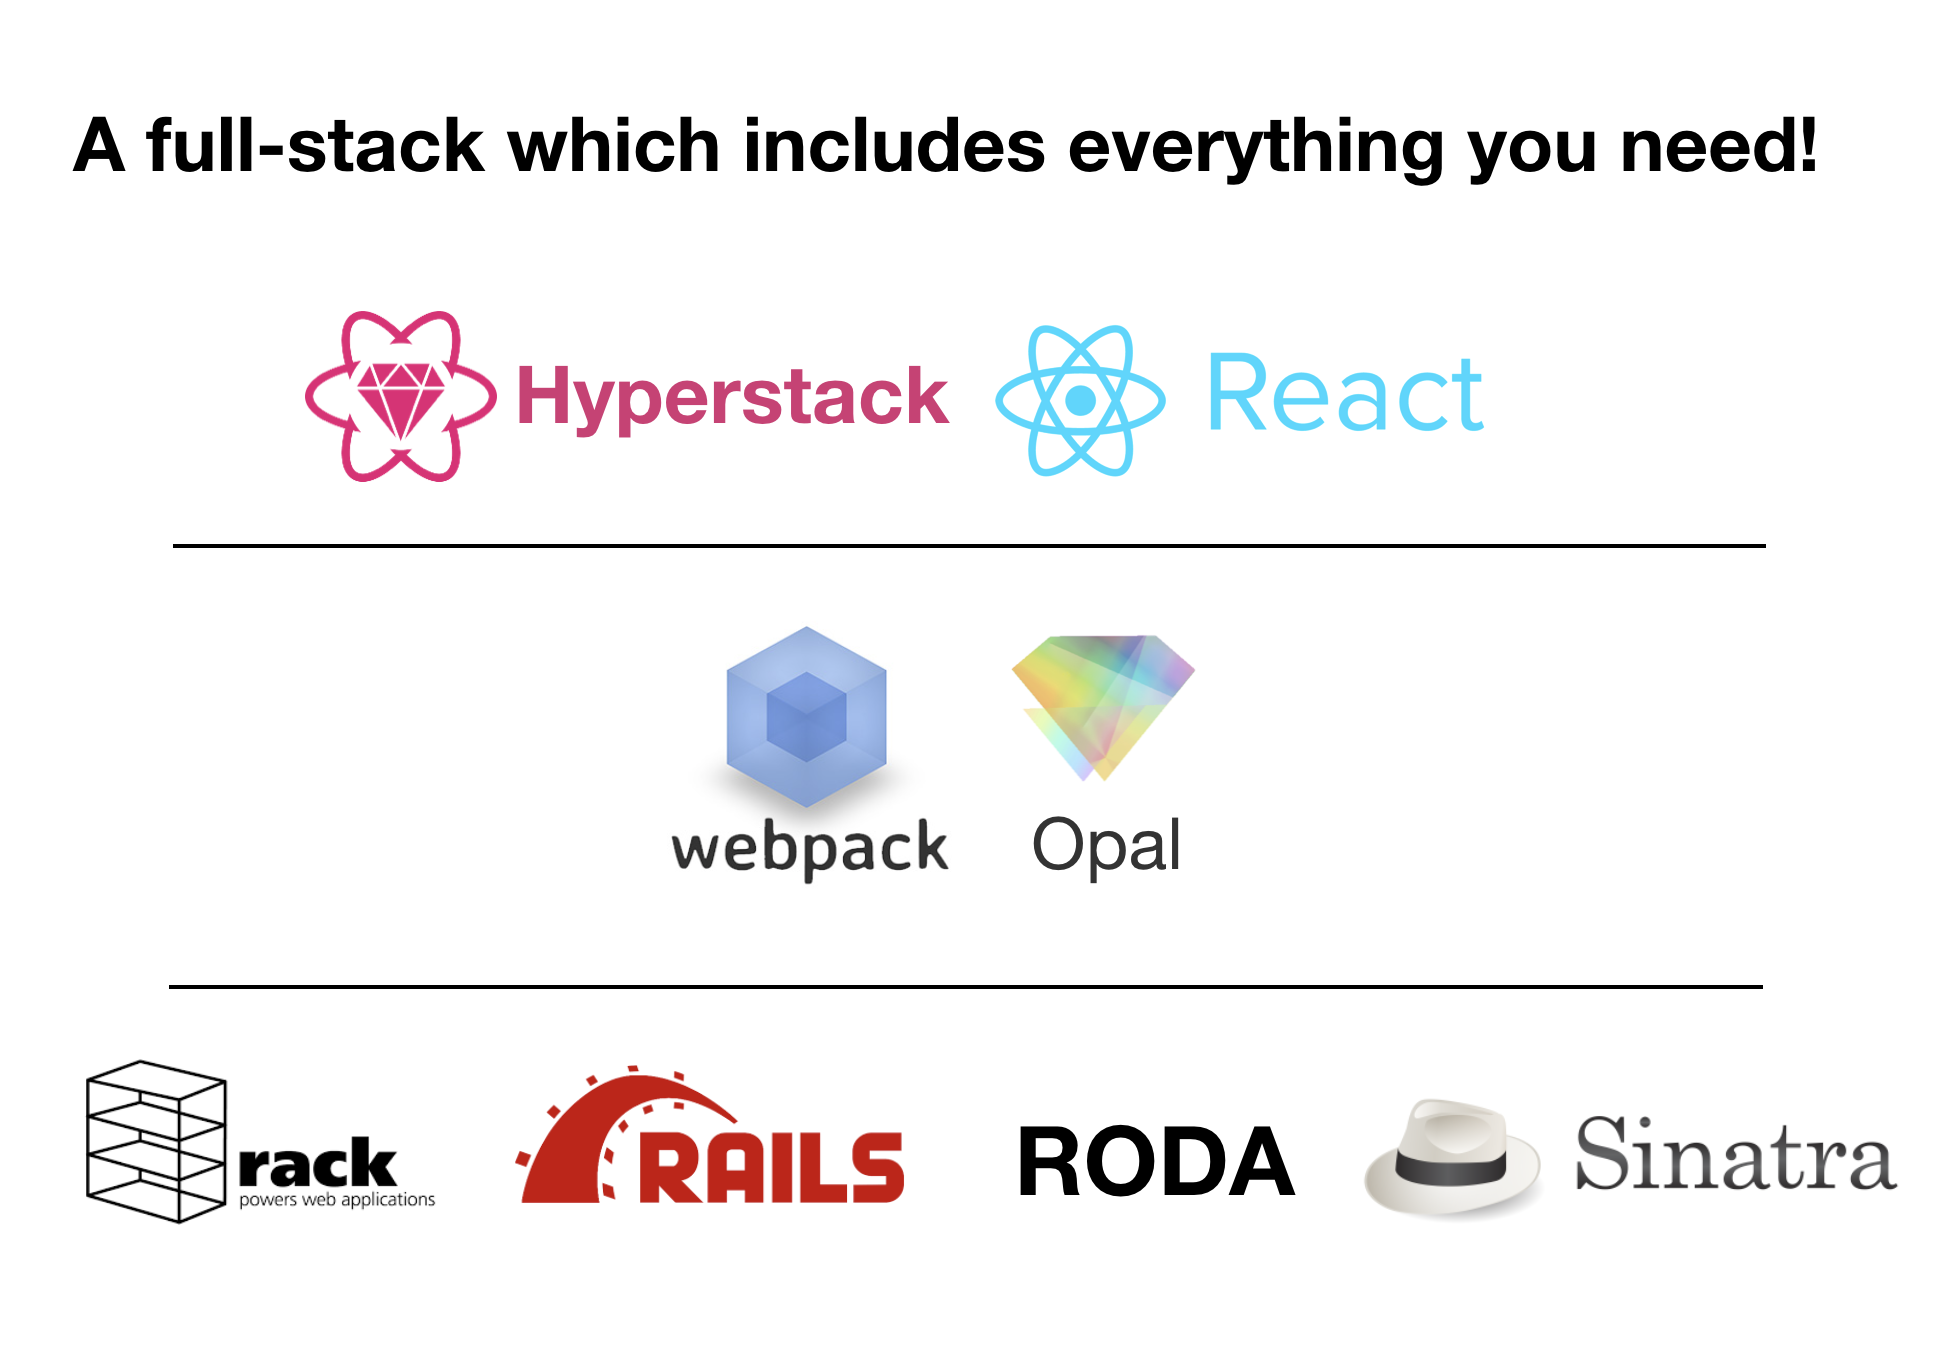 A full-stack which includes everything you need!
Hyperstack
React
webpack
Opal
rack
powers web applications
RAILS
RODA
Sinatra